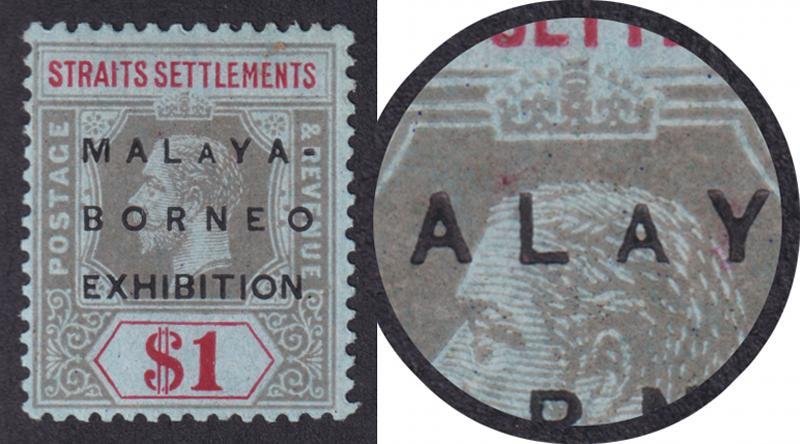 STRAITS SETTLEMENTS
POSTAGE
& REVENUE
MALAYA-
BORNEO
EXHIBITION.
$1
ALAY